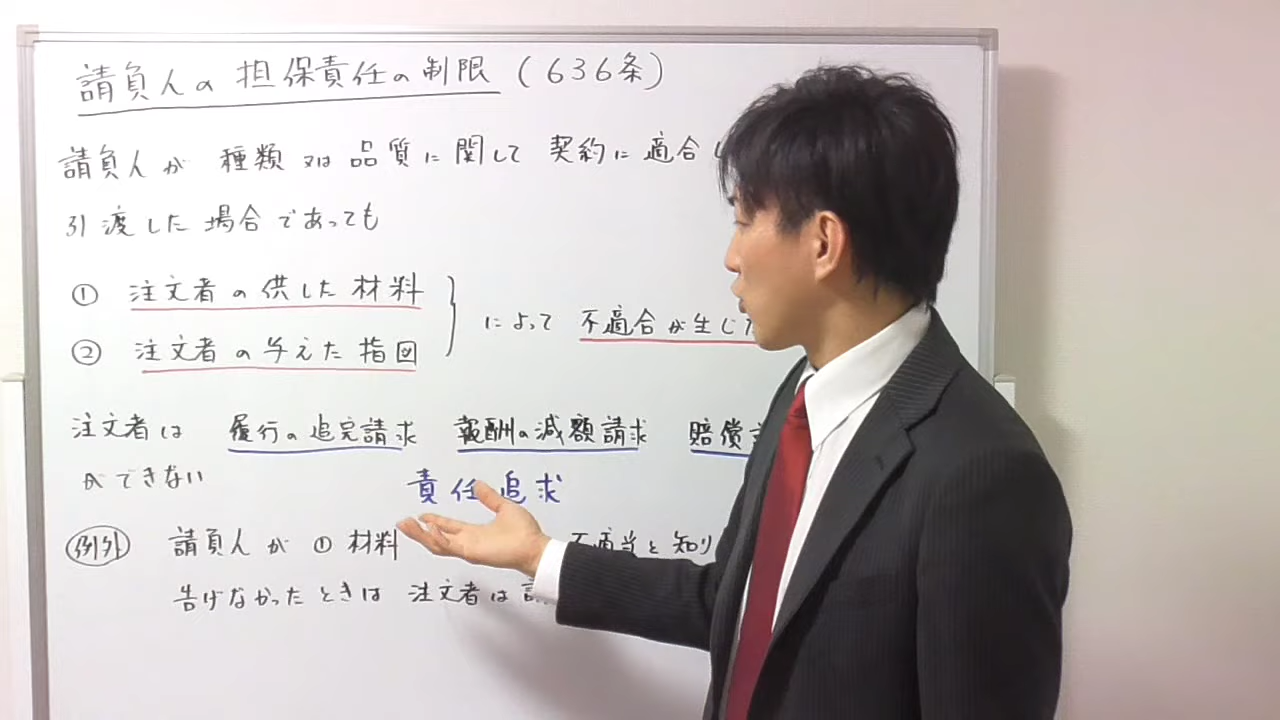 請負人の担保責任の制限(636条)
請負人が 種類又は品質に関して 契約に適合し
引渡した場合であっても
① 注文者の供した材料
によって 不適合が生じた
② 注文者の与えた指図
注文者は 履行の追完請求 報酬の減額請求 賠償
ができない
責任追求
例外 請負人が ① 材料 不適当と知り
告げなかったときは 注文者は